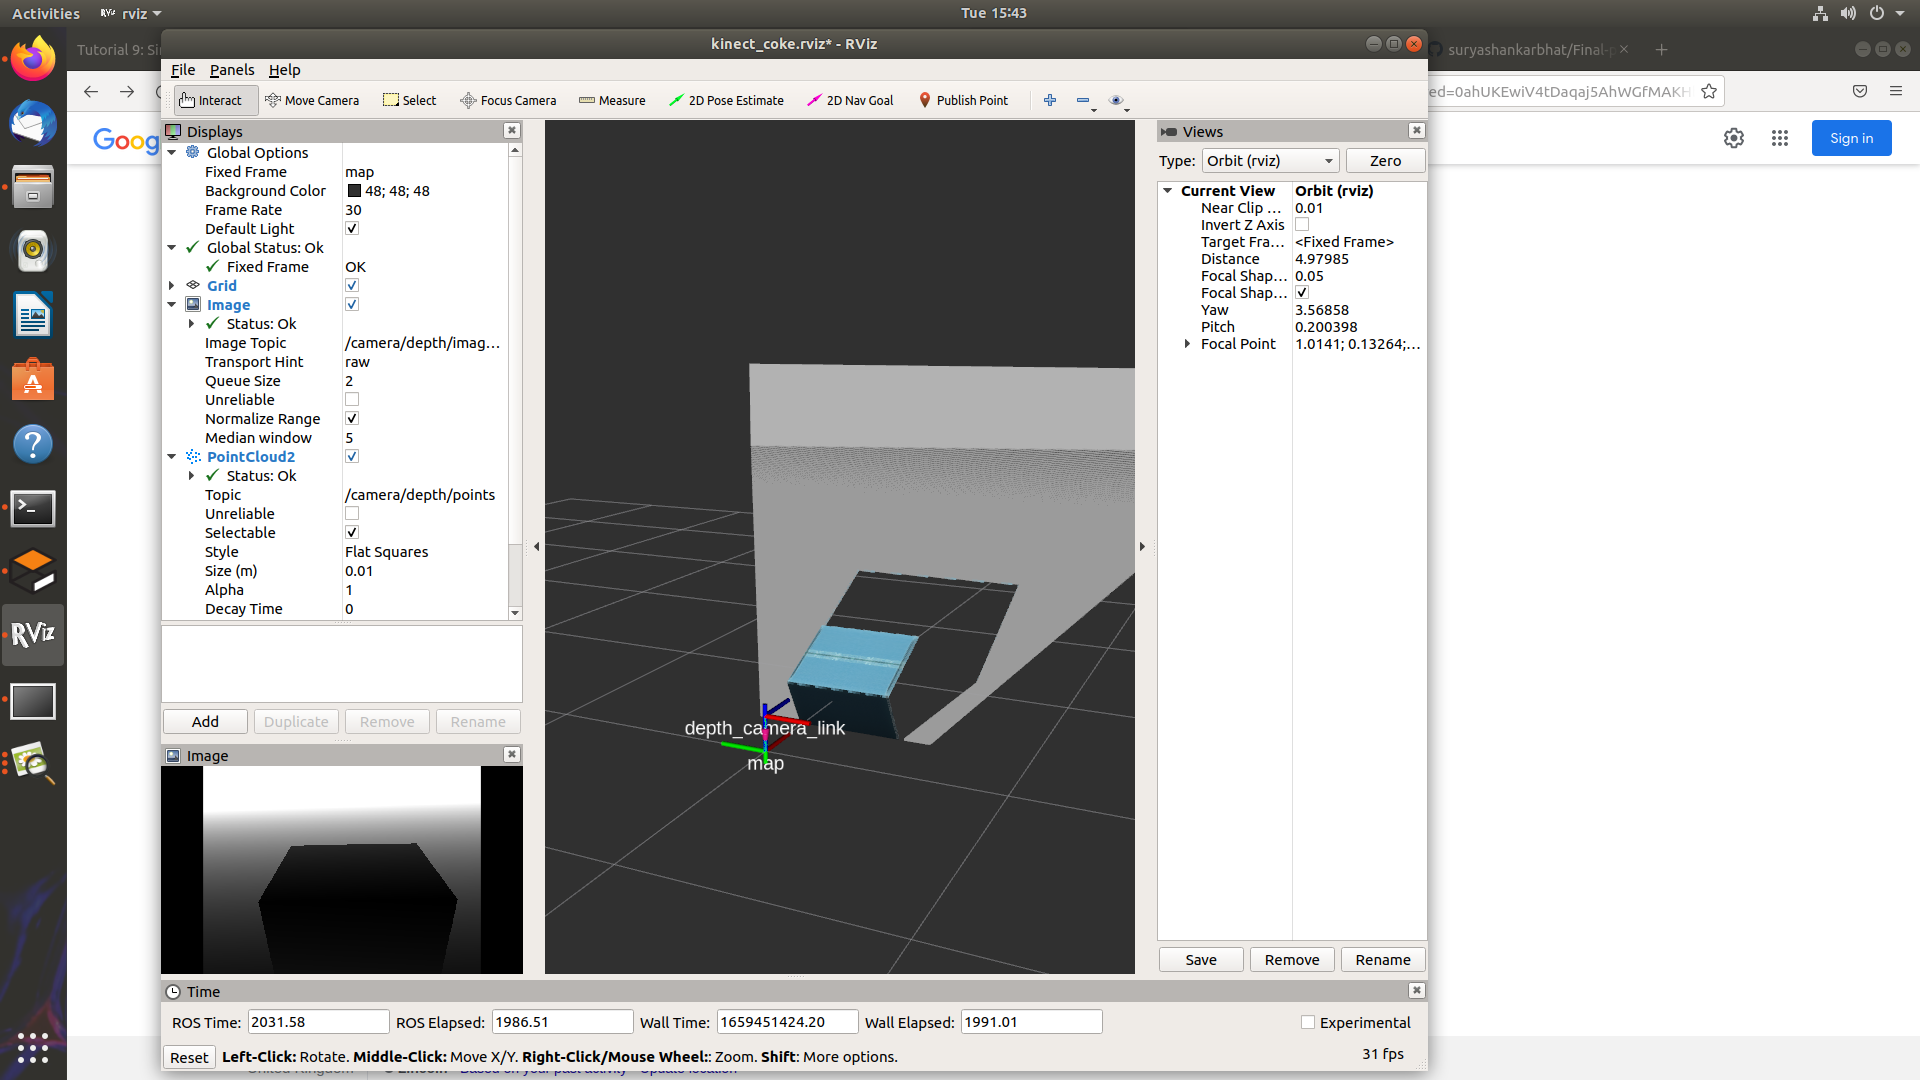 Activities
rviz
Tue 15:43
Tutorial 9: Si
kinect_coke.rviz* - RViz
suryashankarbhat/Final-p
File Panels Help
ed=0ahUKEwiV4tDaqaj5AhWGfMAKH
Interact Move Camera Select Focus Camera Measure 2D Pose Estimate 2D Nav Goal Publish Point
Goog
Sign in
Displays
Global Options
Fixed Frame map
Background Color 48; 48; 48
Frame Rate 30
Default Light
Global Status: Ok
Fixed Frame OK
Grid
Image
Status: Ok
Image Topic /camera/depth/imag...
Transport Hint raw
Queue Size 2
Unreliable
Normalize Range
Median window 5
PointCloud2
Status: Ok
Topic /camera/depth/points
Unreliable
Selectable
Style Flat Squares
Size (m) 0.01
Alpha 1
Decay Time 0
Add Duplicate Remove Rename
Image
depth_camera_link
map
Views
Type: Orbit (rviz) Zero
Current View Orbit (rviz)
Near Clip ... 0.01
Invert Z Axis
Target Fra... <Fixed Frame>
Distance 4.97985
Focal Shap... 0.05
Focal Shap...
Yaw 3.56858
Pitch 0.200398
Focal Point 1.0141; 0.13264;...
Save Remove Rename
RViz
Time
ROS Time: 2031.58 ROS Elapsed: 1986.51 Wall Time: 1659451424.20 Wall Elapsed: 1991.01 Experimental
Reset Left-Click: Rotate. Middle-Click: Move X/Y. Right-Click/Mouse Wheel:: Zoom. Shift: More options. 31 fps